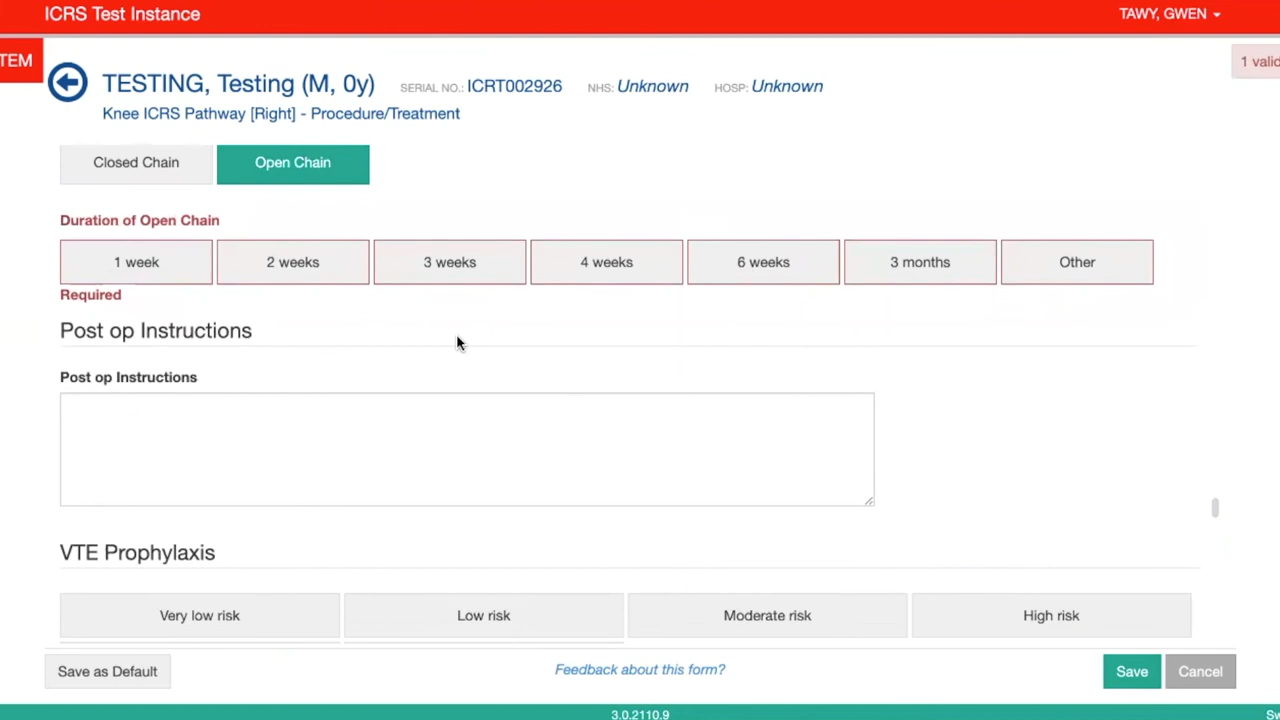 ICRS Test Instance
TAWY, GWEN
TEM
1 valid
TESTING, Testing (M, 0y) SERIAL NO.: ICRT002926 NHS: Unknown HOSP: Unknown
Knee ICRS Pathway [Right] - Procedure/Treatment
Closed Chain Open Chain
Duration of Open Chain
1 week 2 weeks 3 weeks 4 weeks 6 weeks 3 months Other
Required
Post op Instructions
Post op Instructions
VTE Prophylaxis
Very low risk Low risk Moderate risk High risk
Save as Default Feedback about this form? Save Cancel
3.0.2110.9